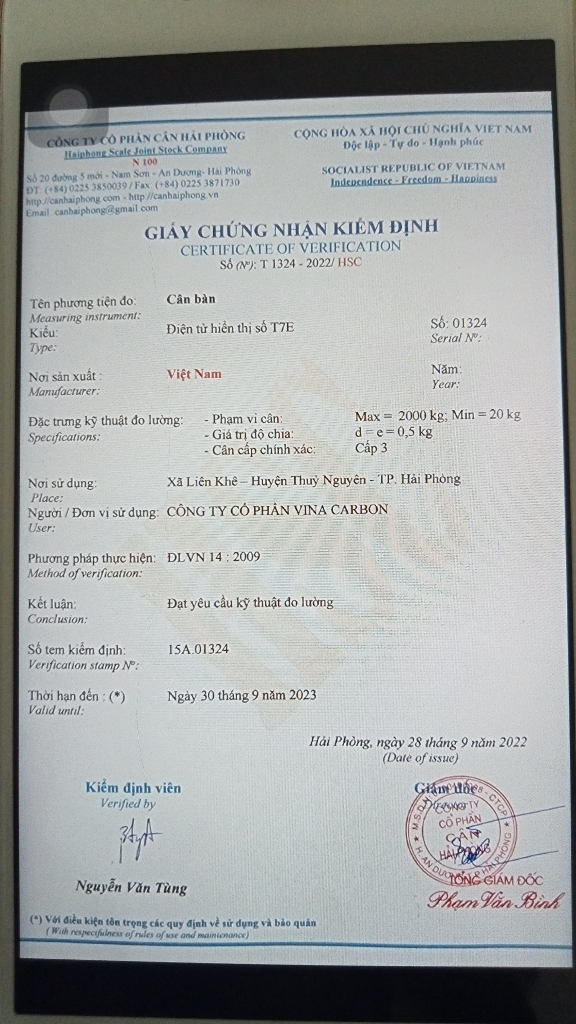 CÔNG TY CỔ PHẦN CÂN HẢI PHÒNG
Haiphong Scale Joint Stock Company
N 100
Số 20 đường 5 mới - Nam Sơn - An Dương- Hải Phòng
ĐT: (+84) 0225 3850039 / Fax: (+84) 0225 3871730
http://canhaiphong.com - http://canhaiphong.vn
Email: canhaiphong@gmail.com
CỘNG HÒA XÃ HỘI CHỦ NGHĨA VIỆT NAM
Độc lập - Tự do - Hạnh phúc
SOCIALIST REPUBLIC OF VIETNAM
Independence - Freedom - Happiness
GIẤY CHỨNG NHẬN KIỂM ĐỊNH
CERTIFICATE OF VERIFICATION
Số (Nº): T 1324 - 2022/ HSC
Tên phương tiện đo: Cân bàn
Measuring instrument:
Kiểu: Điện tử hiển thị số T7E Số: 01324
Type: Serial Nº:
Nơi sản xuất : Việt Nam Năm:
Manufacturer: Year:
Đặc trưng kỹ thuật đo lường: - Phạm vi cân: Max = 2000 kg; Min = 20 kg
Specifications: - Giá trị độ chia: d = e = 0,5 kg
- Cân cấp chính xác: Cấp 3
Nơi sử dụng: Xã Liên Khê – Huyện Thuỷ Nguyên - TP. Hải Phòng
Place:
Người / Đơn vị sử dụng: CÔNG TY CỔ PHẦN VINA CARBON
User:
Phương pháp thực hiện: ĐLVN 14 : 2009
Method of verification:
Kết luận: Đạt yêu cầu kỹ thuật đo lường
Conclusion:
Số tem kiểm định: 15A.01324
Verification stamp Nº:
Thời hạn đến : (*) Ngày 30 tháng 9 năm 2023
Valid until:
Hải Phòng, ngày 28 tháng 9 năm 2022
(Date of issue)
Kiểm định viên
Verified by
Giám đốc
CÔNG TY
CỔ PHẦN
CÂN
HẢI PHÒNG
Nguyễn Văn Tùng
TỔNG GIÁM ĐỐC
Phạm Văn Bình
(*) Với điều kiện tôn trọng các quy định về sử dụng và bảo quản
(With respectfulness of rules of use and maintenance)